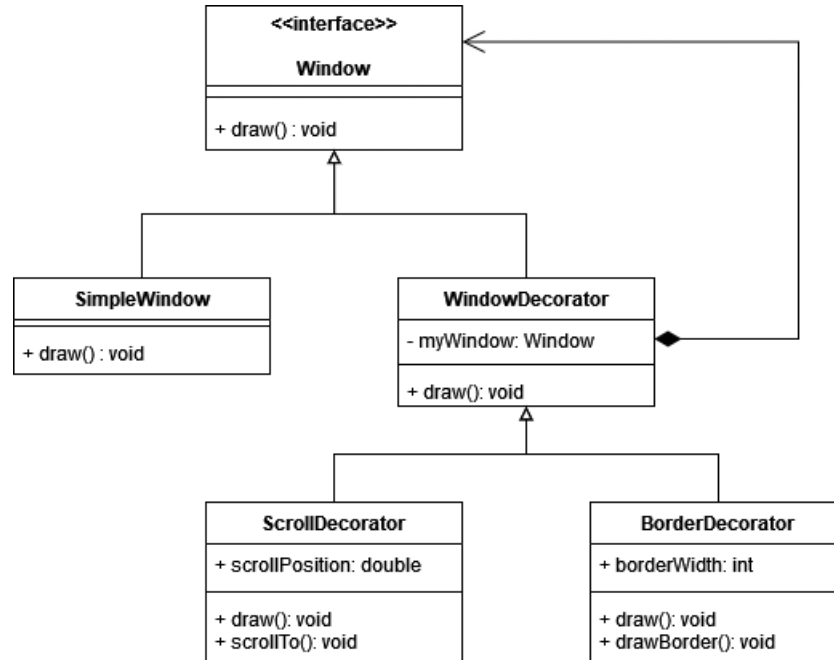 <<interface>>
Window
+ draw() : void
SimpleWindow
+ draw() : void
WindowDecorator
- myWindow: Window
+ draw(): void
ScrollDecorator
+ scrollPosition: double
+ draw(): void
+ scrollTo(): void
BorderDecorator
+ borderWidth: int
+ draw(): void
+ drawBorder(): void